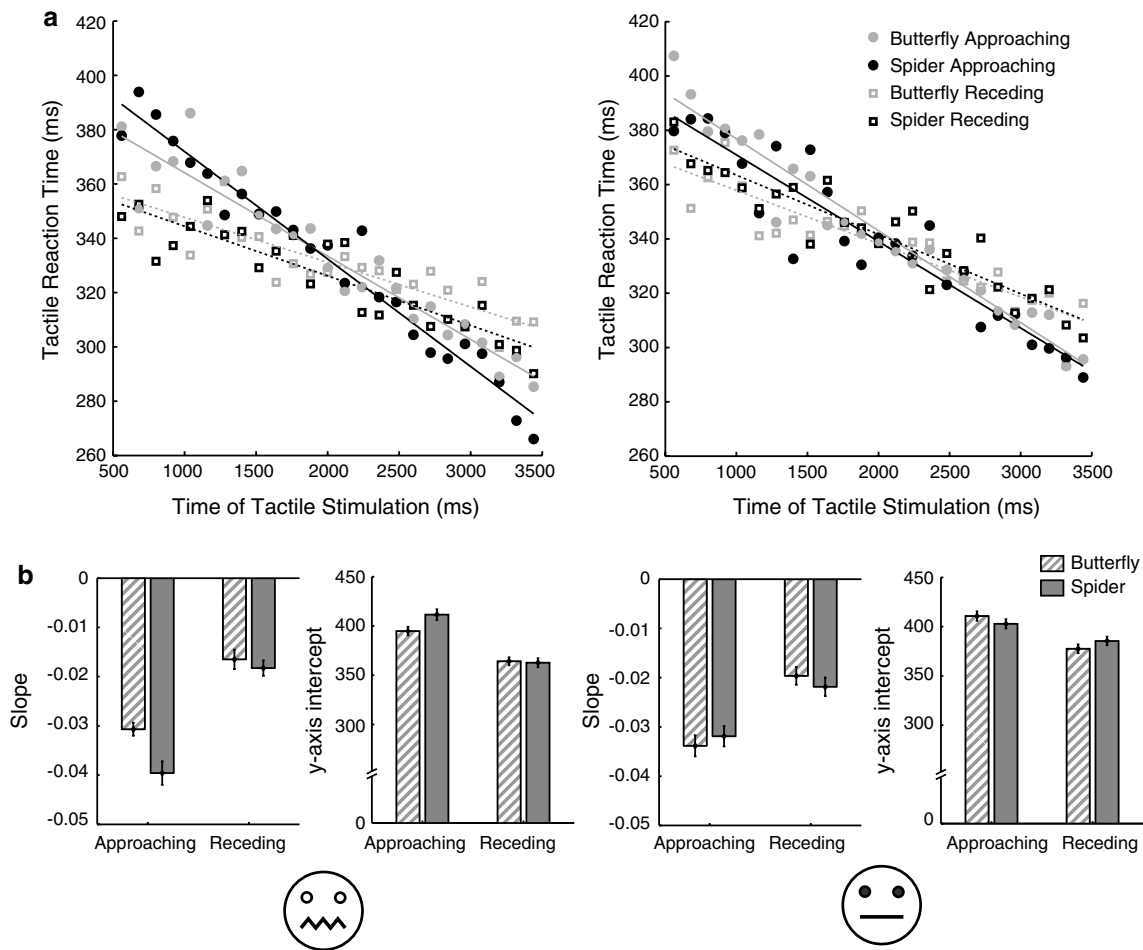 a
420
400
380
360
340
320
300
280
260
Tactile Reaction Time (ms)
500 1000 1500 2000 2500 3000 3500
Time of Tactile Stimulation (ms)
420
400
380
360
340
320
300
280
260
Tactile Reaction Time (ms)
500 1000 1500 2000 2500 3000 3500
Time of Tactile Stimulation (ms)
Butterfly Approaching
Spider Approaching
Butterfly Receding
Spider Receding
b
0
-0.01
-0.02
-0.03
-0.04
-0.05
Slope
Approaching Receding
450
400
350
300
0
y-axis intercept
Approaching Receding
0
-0.01
-0.02
-0.03
-0.04
-0.05
Slope
Approaching Receding
450
400
350
300
0
y-axis intercept
Approaching Receding
Butterfly
Spider